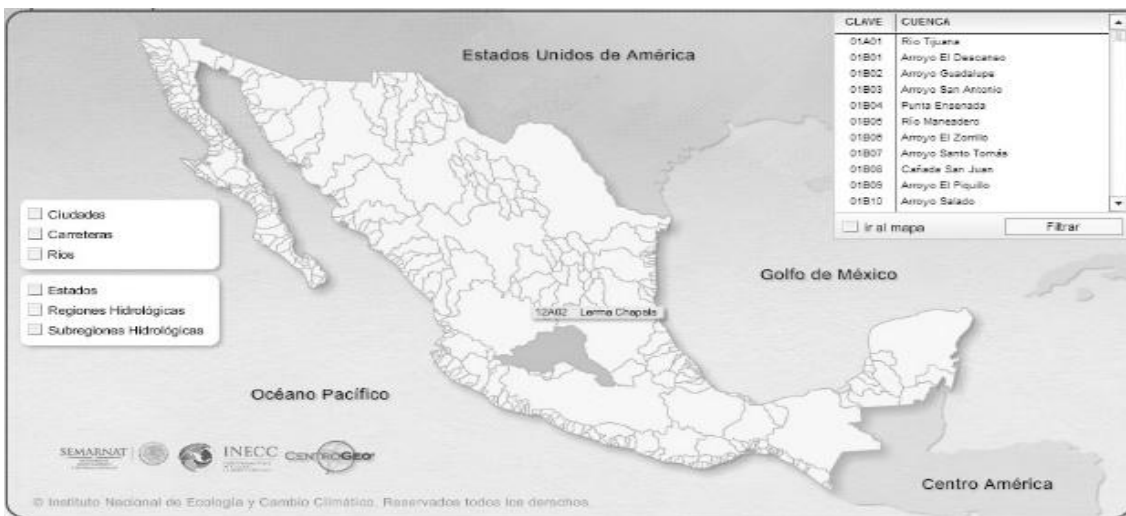 Estados Unidos de América
CLAVE CUENCA
01A01 Río Tijuana
01B01 Arroyo El Descanso
01B02 Arroyo Guadalupe
01B03 Arroyo San Antonio
01B04 Punta Ensenada
01B05 Río Maneadero
01B06 Arroyo El Zorrillo
01B07 Arroyo Santo Tomás
01B08 Cañada San Juan
01B09 Arroyo El Piquillo
01B10 Arroyo Salado
Ir al mapa Filtrar
Ciudades
Carreteras
Ríos
Estados
Regiones Hidrológicas
Subregiones Hidrológicas
Golfo de México
12A02 Lerma Chapala
Océano Pacífico
SEMARNAT INECC CENTROGEO
Centro América
© Instituto Nacional de Ecología y Cambio Climático. Reservados todos los derechos.